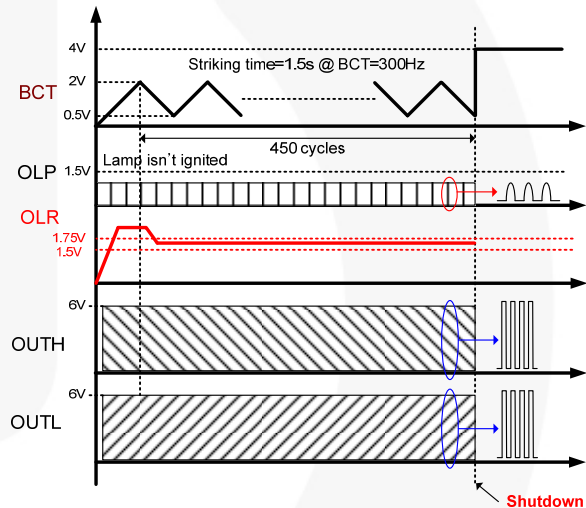 4V
Striking time=1.5s @ BCT=300Hz
BCT
2V
0.5V
450 cycles
Lamp isn't ignited
OLP
1.5V
OLR
1.75V
1.5V
6V
OUTH
6V
OUTL
Shutdown